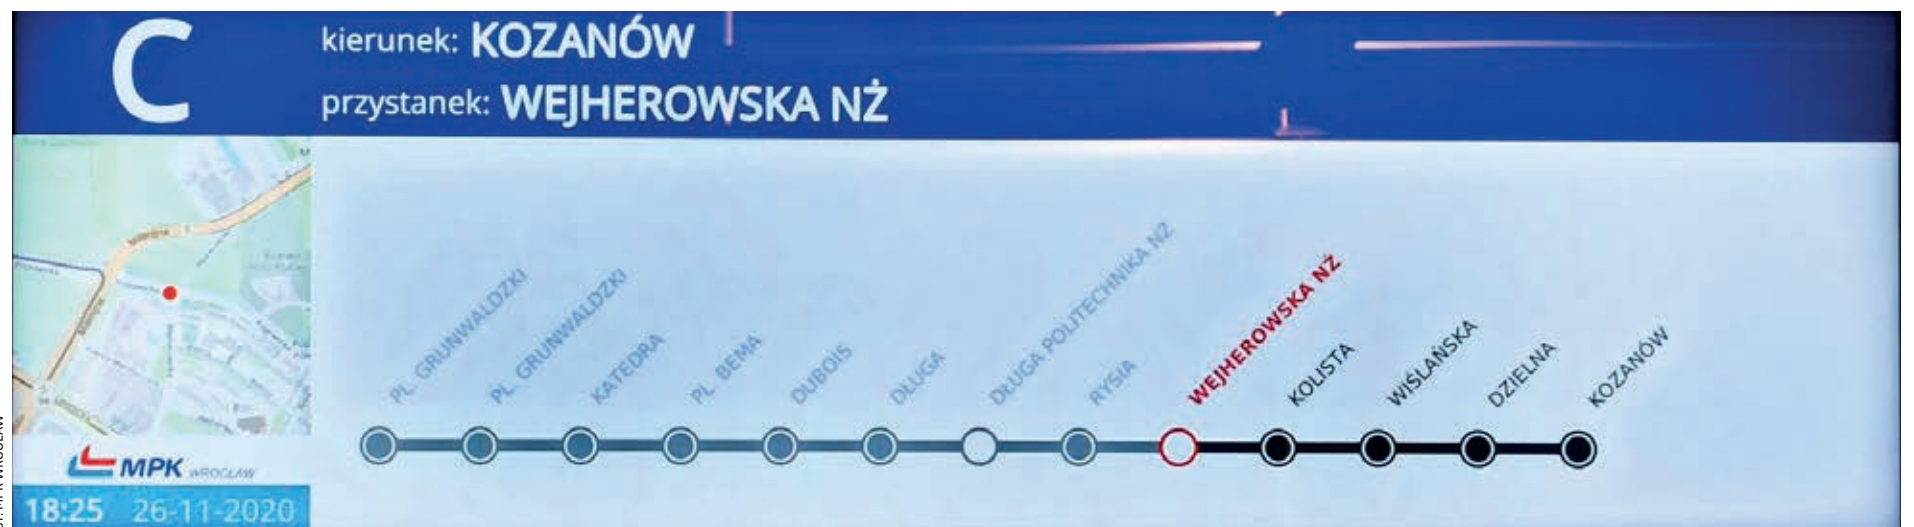 C
kierunek: KOZANÓW
przystanek: WEJHEROWSKA NŻ
PL. GRUNWALDZKI
PL. GRUNWALDZKI
KATEDRA
PL. BEMA
DUBOIS
DŁUGA
DŁUGA POLITECHNIKA NŻ
RYSIA
WEJHEROWSKA NŻ
KOLISTA
WIŚLAŃSKA
DZIELNA
KOZANÓW
MPK WROCŁAW
18:25 26-11-2020